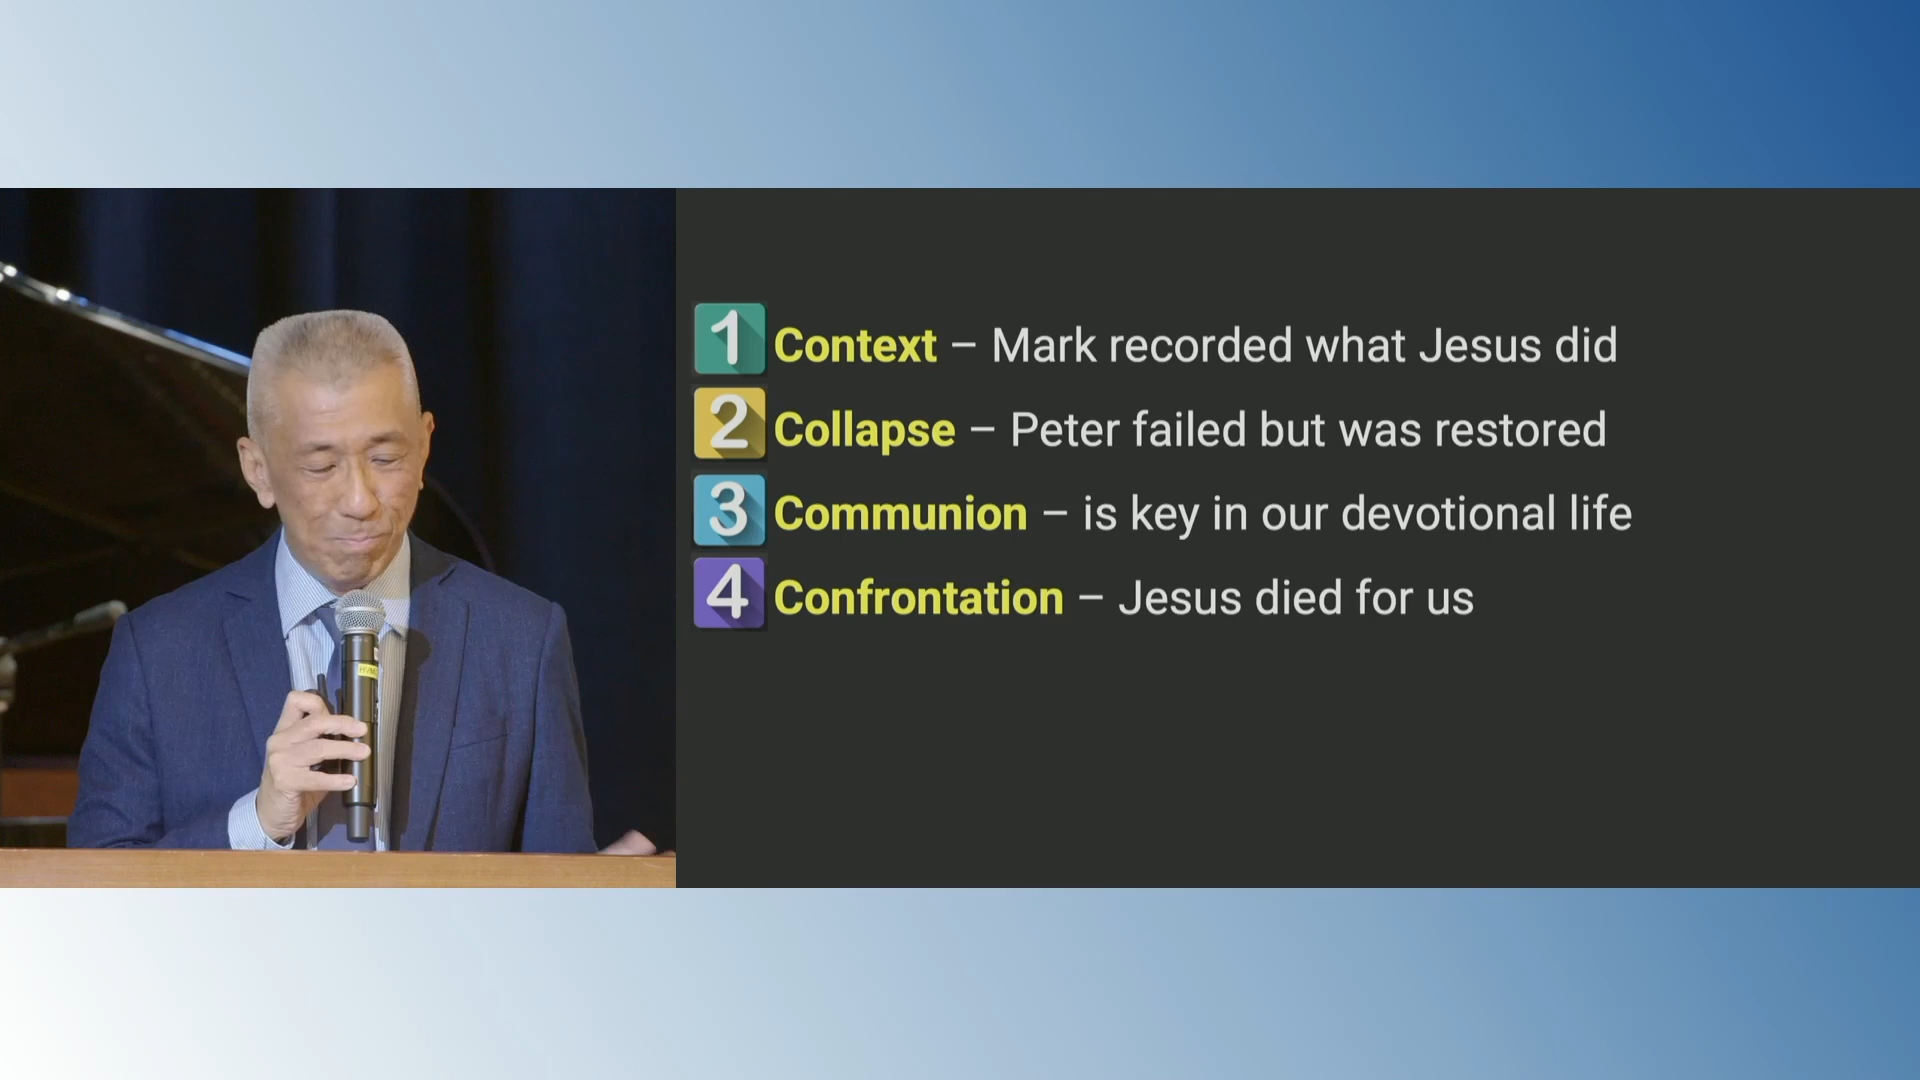 1 Context – Mark recorded what Jesus did
2 Collapse – Peter failed but was restored
3 Communion – is key in our devotional life
4 Confrontation – Jesus died for us